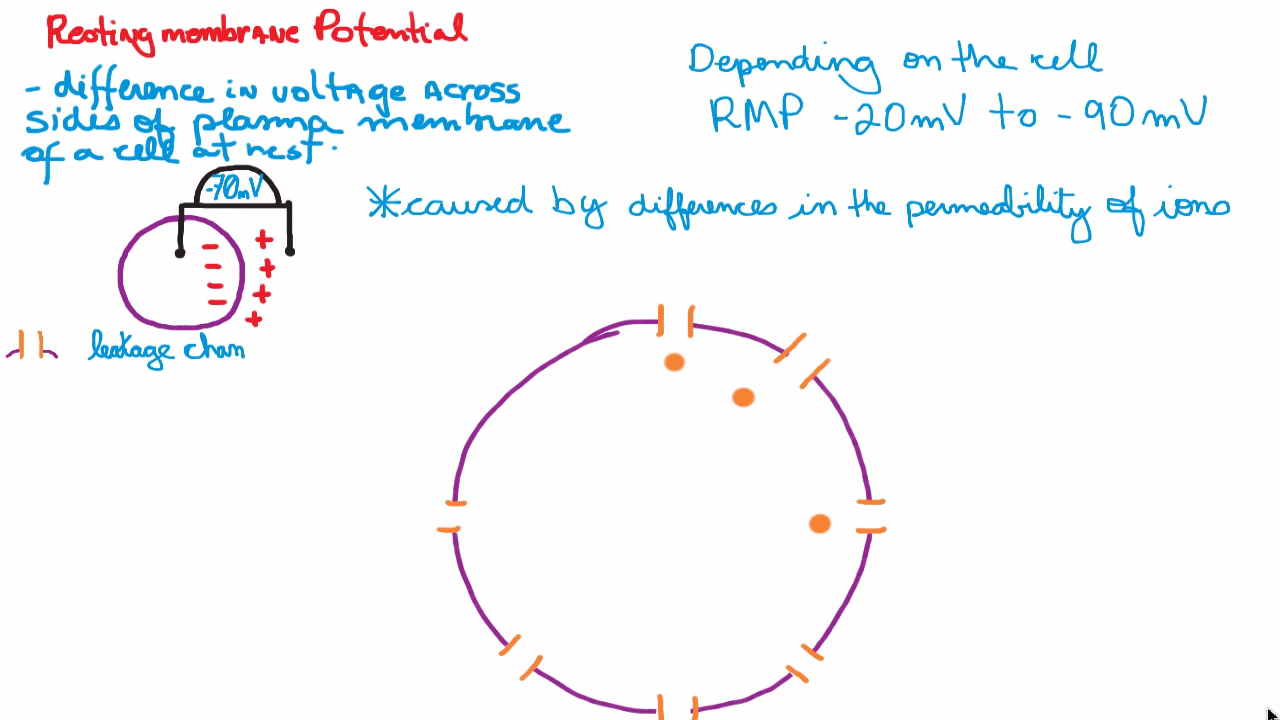 Resting membrane Potential
- difference in voltage across
sides of plasma membrane
of a cell at rest.
Depending on the cell
RMP -20mV to -90mV
-70mV
*caused by differences in the permeability of ions
leakage chan